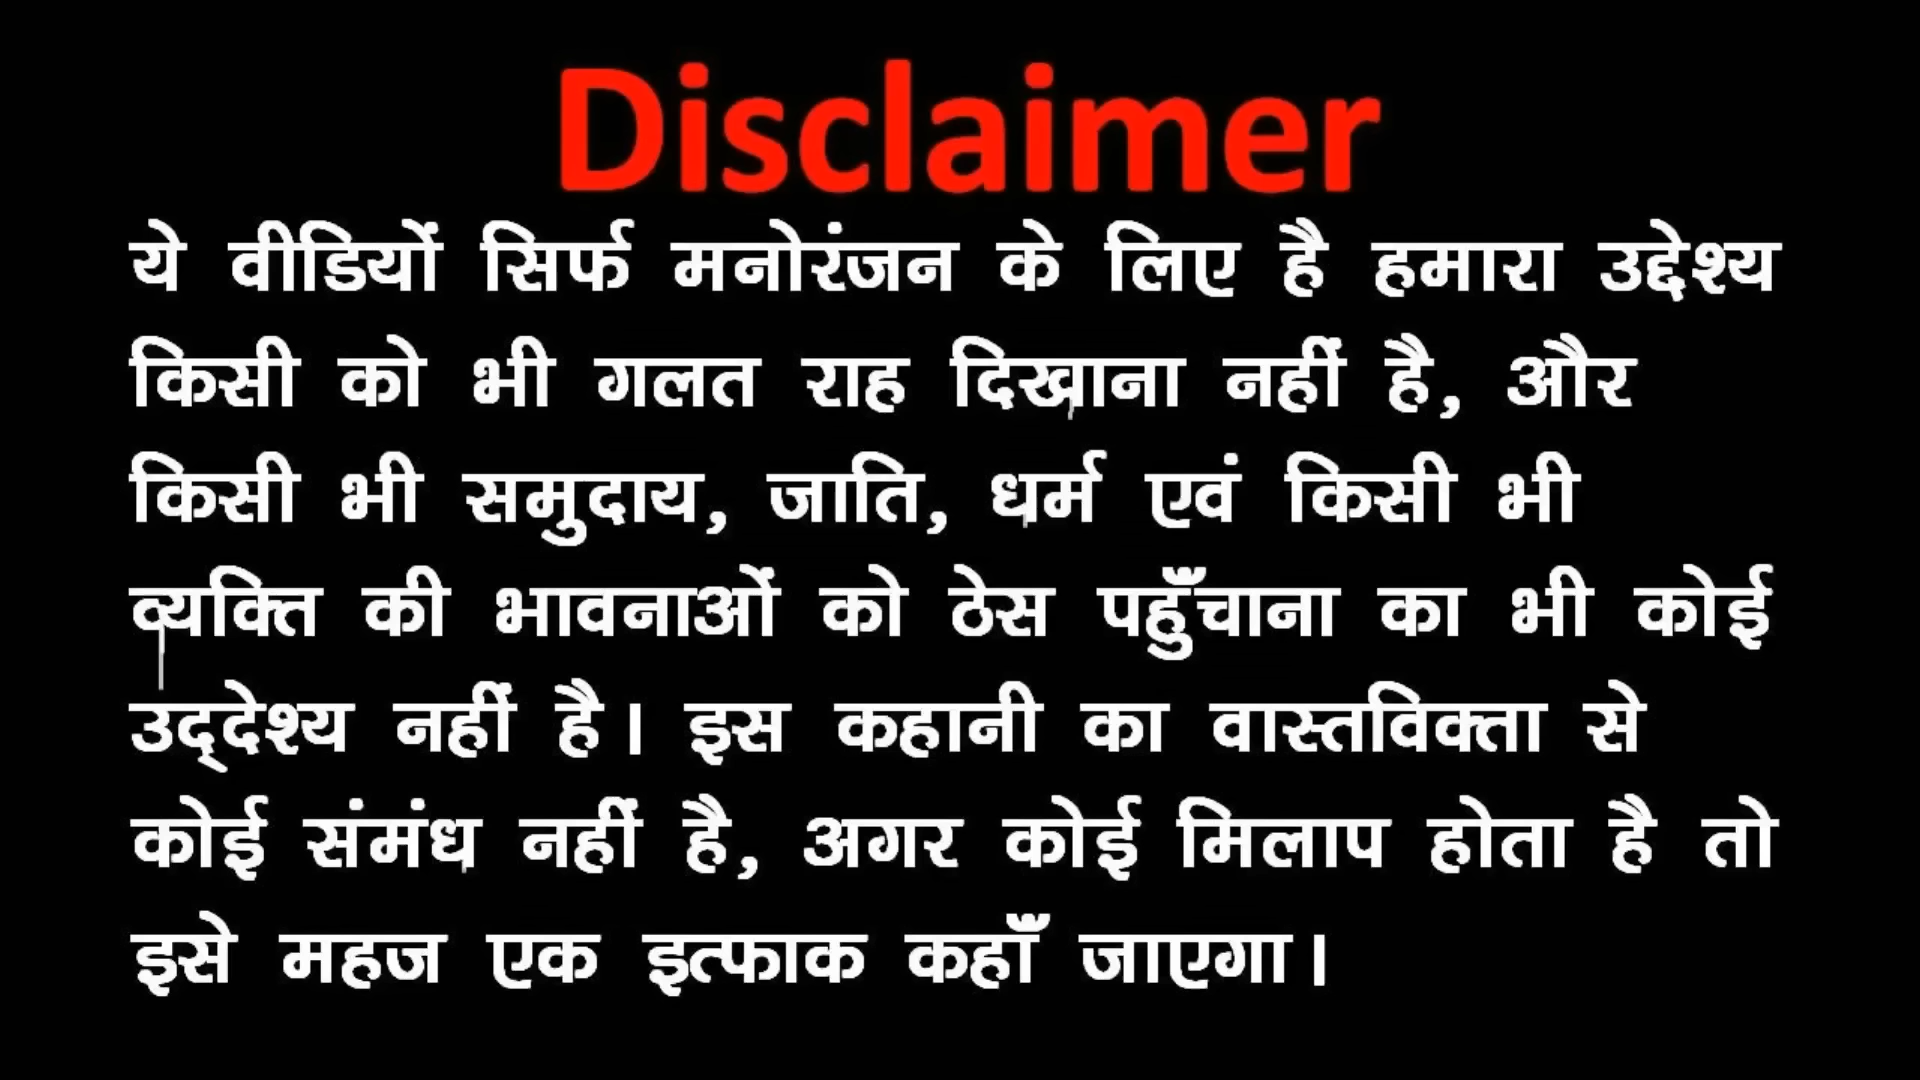 Disclaimer
ये वीडियों सिर्फ मनोरंजन के लिए है हमारा उद्देश्य
किसी को भी गलत राह दिखाना नहीं है, और
किसी भी समुदाय, जाति, धर्म एवं किसी भी
व्यक्ति की भावनाओं को ठेस पहुँचाना का भी कोई
उद्‌देश्य नहीं है। इस कहानी का वास्तविक्ता से
कोई संमंध नहीं है, अगर कोई मिलाप होता है तो
इसे महज एक इत्फाक कहाँ जाएगा।